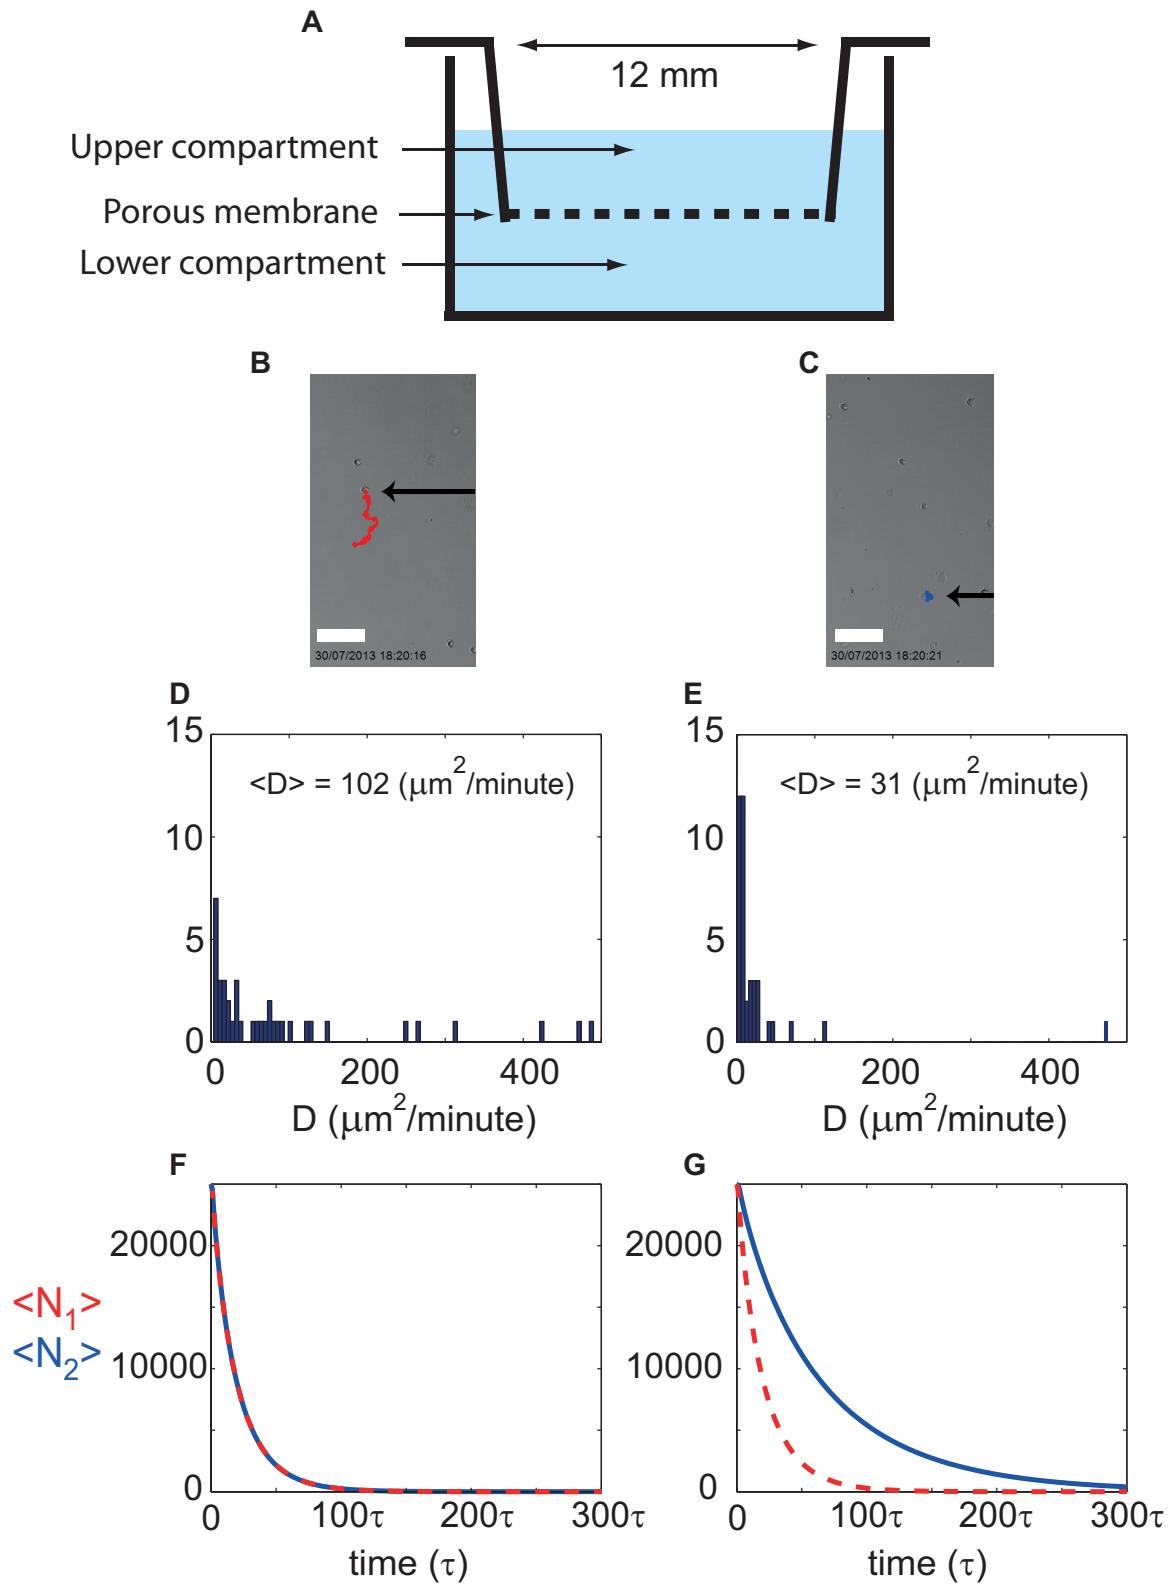 A
12 mm
Upper compartment
Porous membrane
Lower compartment
B
30/07/2013 18:20:16
C
30/07/2013 18:20:21
D
15
10
5
0
<D> = 102 (μm²/minute)
0 200 400
D (μm²/minute)
E
15
10
5
0
<D> = 31 (μm²/minute)
0 200 400
D (μm²/minute)
F
<N₁>
<N₂>
20000
10000
0
0 100τ 200τ 300τ
time (τ)
G
20000
10000
0
0 100τ 200τ 300τ
time (τ)